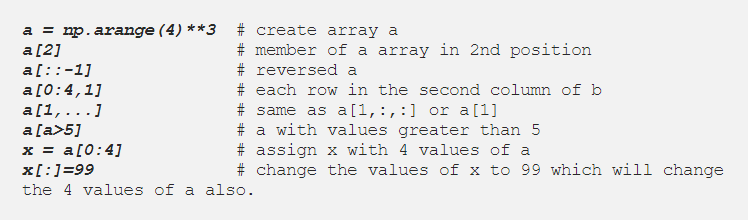 a = np.arange(4)**3 # create array a
a[2] # member of a array in 2nd position
a[::-1] # reversed a
a[0:4,1] # each row in the second column of b
a[1,...] # same as a[1,:,:] or a[1]
a[a>5] # a with values greater than 5
x = a[0:4] # assign x with 4 values of a
x[:]=99 # change the values of x to 99 which will change
the 4 values of a also.